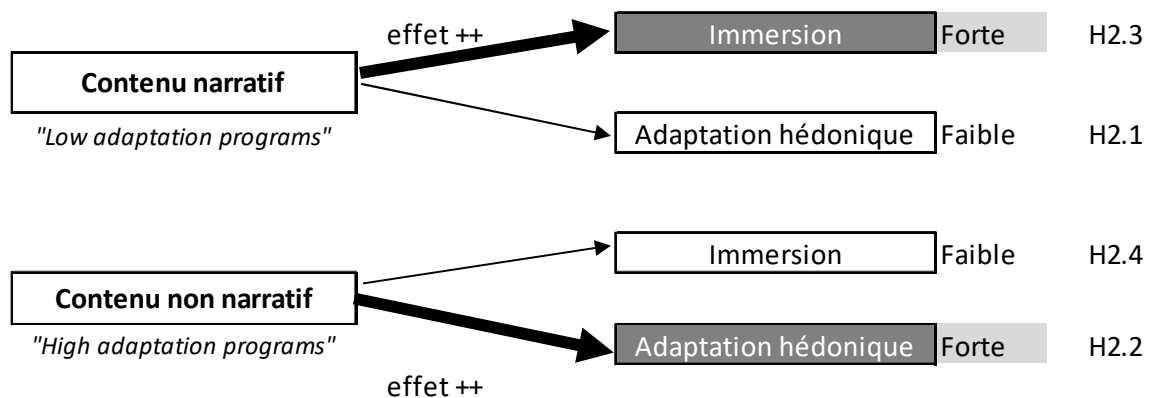 effet ++
Immersion Forte H2.3
Contenu narratif
"Low adaptation programs"
Adaptation hédonique Faible H2.1
Immersion Faible H2.4
Contenu non narratif
"High adaptation programs"
Adaptation hédonique Forte H2.2
effet ++